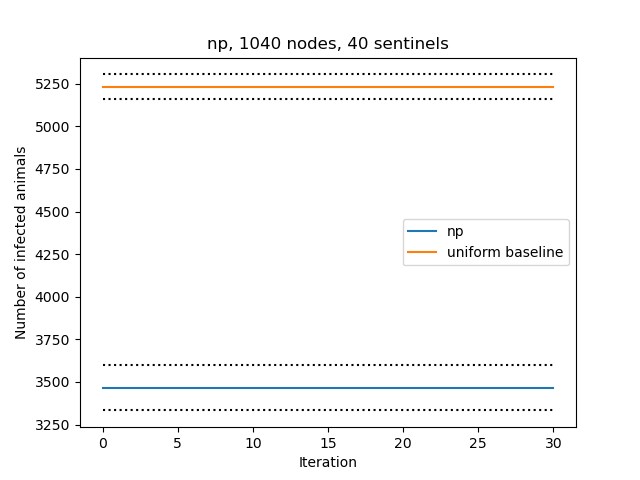 np, 1040 nodes, 40 sentinels
Number of infected animals
5250
5000
4750
4500
4250
4000
3750
3500
3250
np
uniform baseline
0 5 10 15 20 25 30
Iteration